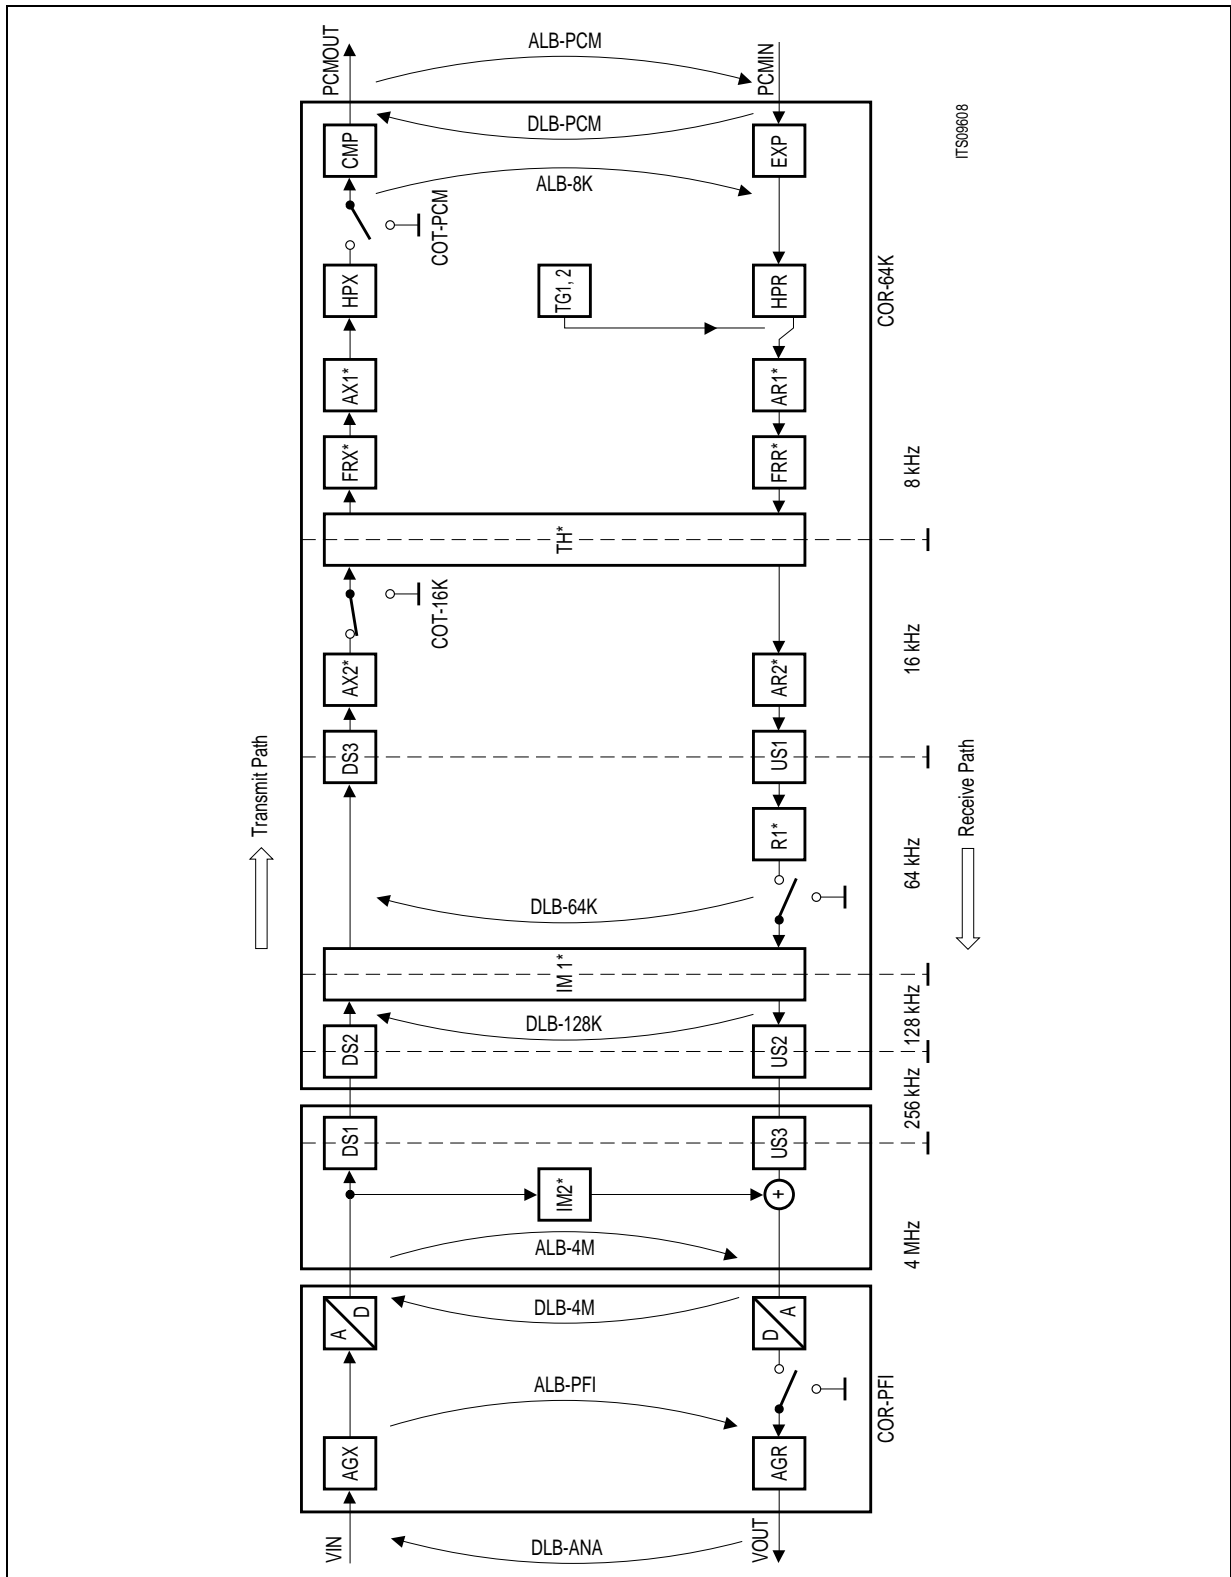 Transmit Path
VIN
AGX
A
D
DS1
DS2
DS3
AX2*
COT-16K
FRX*
AX1*
HPX
COT-PCM
CMP
PCMOUT
DLB-ANA
ALB-PFI
DLB-4M
ALB-4M
IM2*
DLB-128K
IM 1*
DLB-64K
TH*
TG1, 2
ALB-8K
DLB-PCM
ALB-PCM
VOUT
AGR
D
A
+
US3
US2
R1*
US1
AR2*
FRR*
AR1*
HPR
EXP
PCMIN
COR-PFI
COR-64K
4 MHz
256 kHz
128 kHz
64 kHz
16 kHz
8 kHz
Receive Path
ITS09608